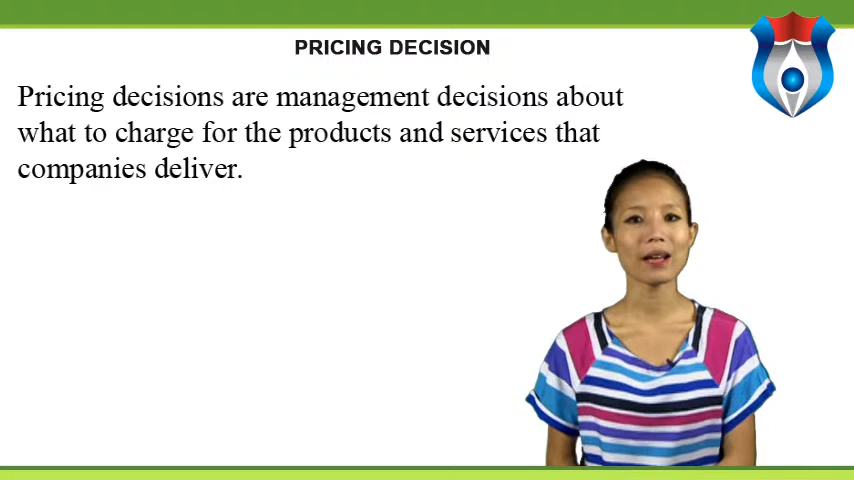 PRICING DECISION
Pricing decisions are management decisions about
what to charge for the products and services that
companies deliver.